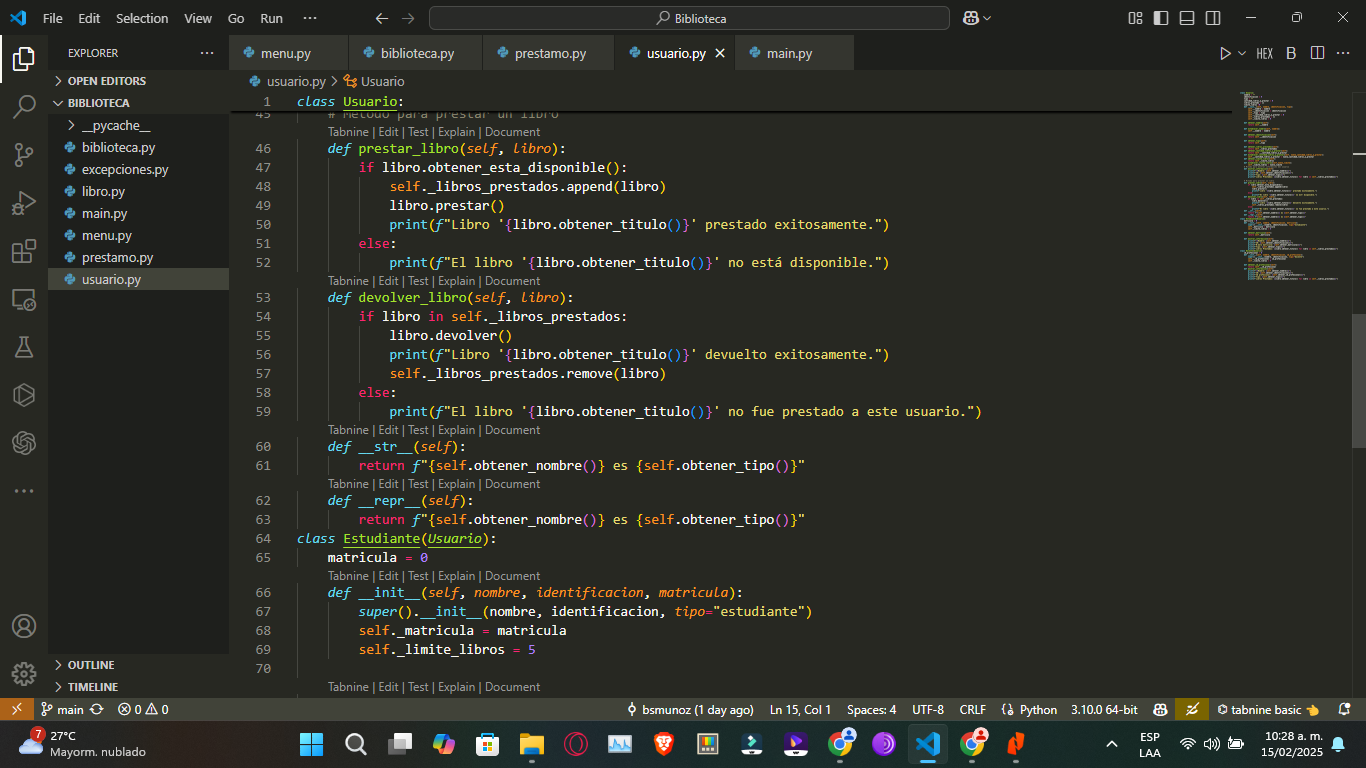 File Edit Selection View Go Run ··· Biblioteca
EXPLORER ···
OPEN EDITORS
BIBLIOTECA
__pycache__
biblioteca.py
excepciones.py
libro.py
main.py
menu.py
prestamo.py
usuario.py
OUTLINE
TIMELINE
menu.py biblioteca.py prestamo.py usuario.py main.py HEX B
usuario.py > Usuario
1 class Usuario:
45 # Metodo para prestar un libro
Tabnine | Edit | Test | Explain | Document
46 def prestar_libro(self, libro):
47 if libro.obtener_esta_disponible():
48 self._libros_prestados.append(libro)
49 libro.prestar()
50 print(f"Libro '{libro.obtener_titulo()}' prestado exitosamente.")
51 else:
52 print(f"El libro '{libro.obtener_titulo()}' no está disponible.")
Tabnine | Edit | Test | Explain | Document
53 def devolver_libro(self, libro):
54 if libro in self._libros_prestados:
55 libro.devolver()
56 print(f"Libro '{libro.obtener_titulo()}' devuelto exitosamente.")
57 self._libros_prestados.remove(libro)
58 else:
59 print(f"El libro '{libro.obtener_titulo()}' no fue prestado a este usuario.")
Tabnine | Edit | Test | Explain | Document
60 def __str__(self):
61 return f"{self.obtener_nombre()} es {self.obtener_tipo()}"
Tabnine | Edit | Test | Explain | Document
62 def __repr__(self):
63 return f"{self.obtener_nombre()} es {self.obtener_tipo()}"
64 class Estudiante(Usuario):
65 matricula = 0
Tabnine | Edit | Test | Explain | Document
66 def __init__(self, nombre, identificacion, matricula):
67 super().__init__(nombre, identificacion, tipo="estudiante")
68 self._matricula = matricula
69 self._limite_libros = 5
70
Tabnine | Edit | Test | Explain | Document
main 0 0 bsmunoz (1 day ago) Ln 15, Col 1 Spaces: 4 UTF-8 CRLF Python 3.10.0 64-bit tabnine basic
7 27°C
Mayorm. nublado
ESP
LAA
10:28 a. m.
15/02/2025